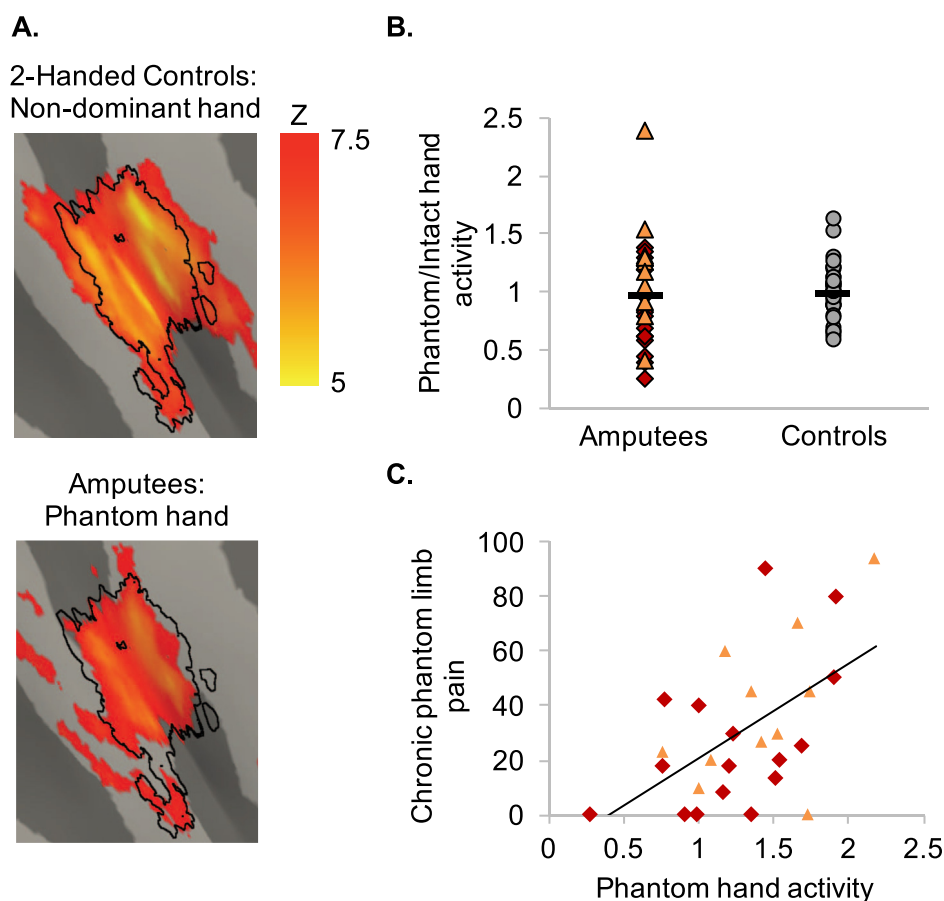 A.
2-Handed Controls:
Non-dominant hand
Z
7.5
5
Amputees:
Phantom hand
B.
Phantom/Intact hand
activity
2.5
2
1.5
1
0.5
0
Amputees
Controls
C.
Chronic phantom limb
pain
100
80
60
40
20
0
0
0.5
1
1.5
2
2.5
Phantom hand activity